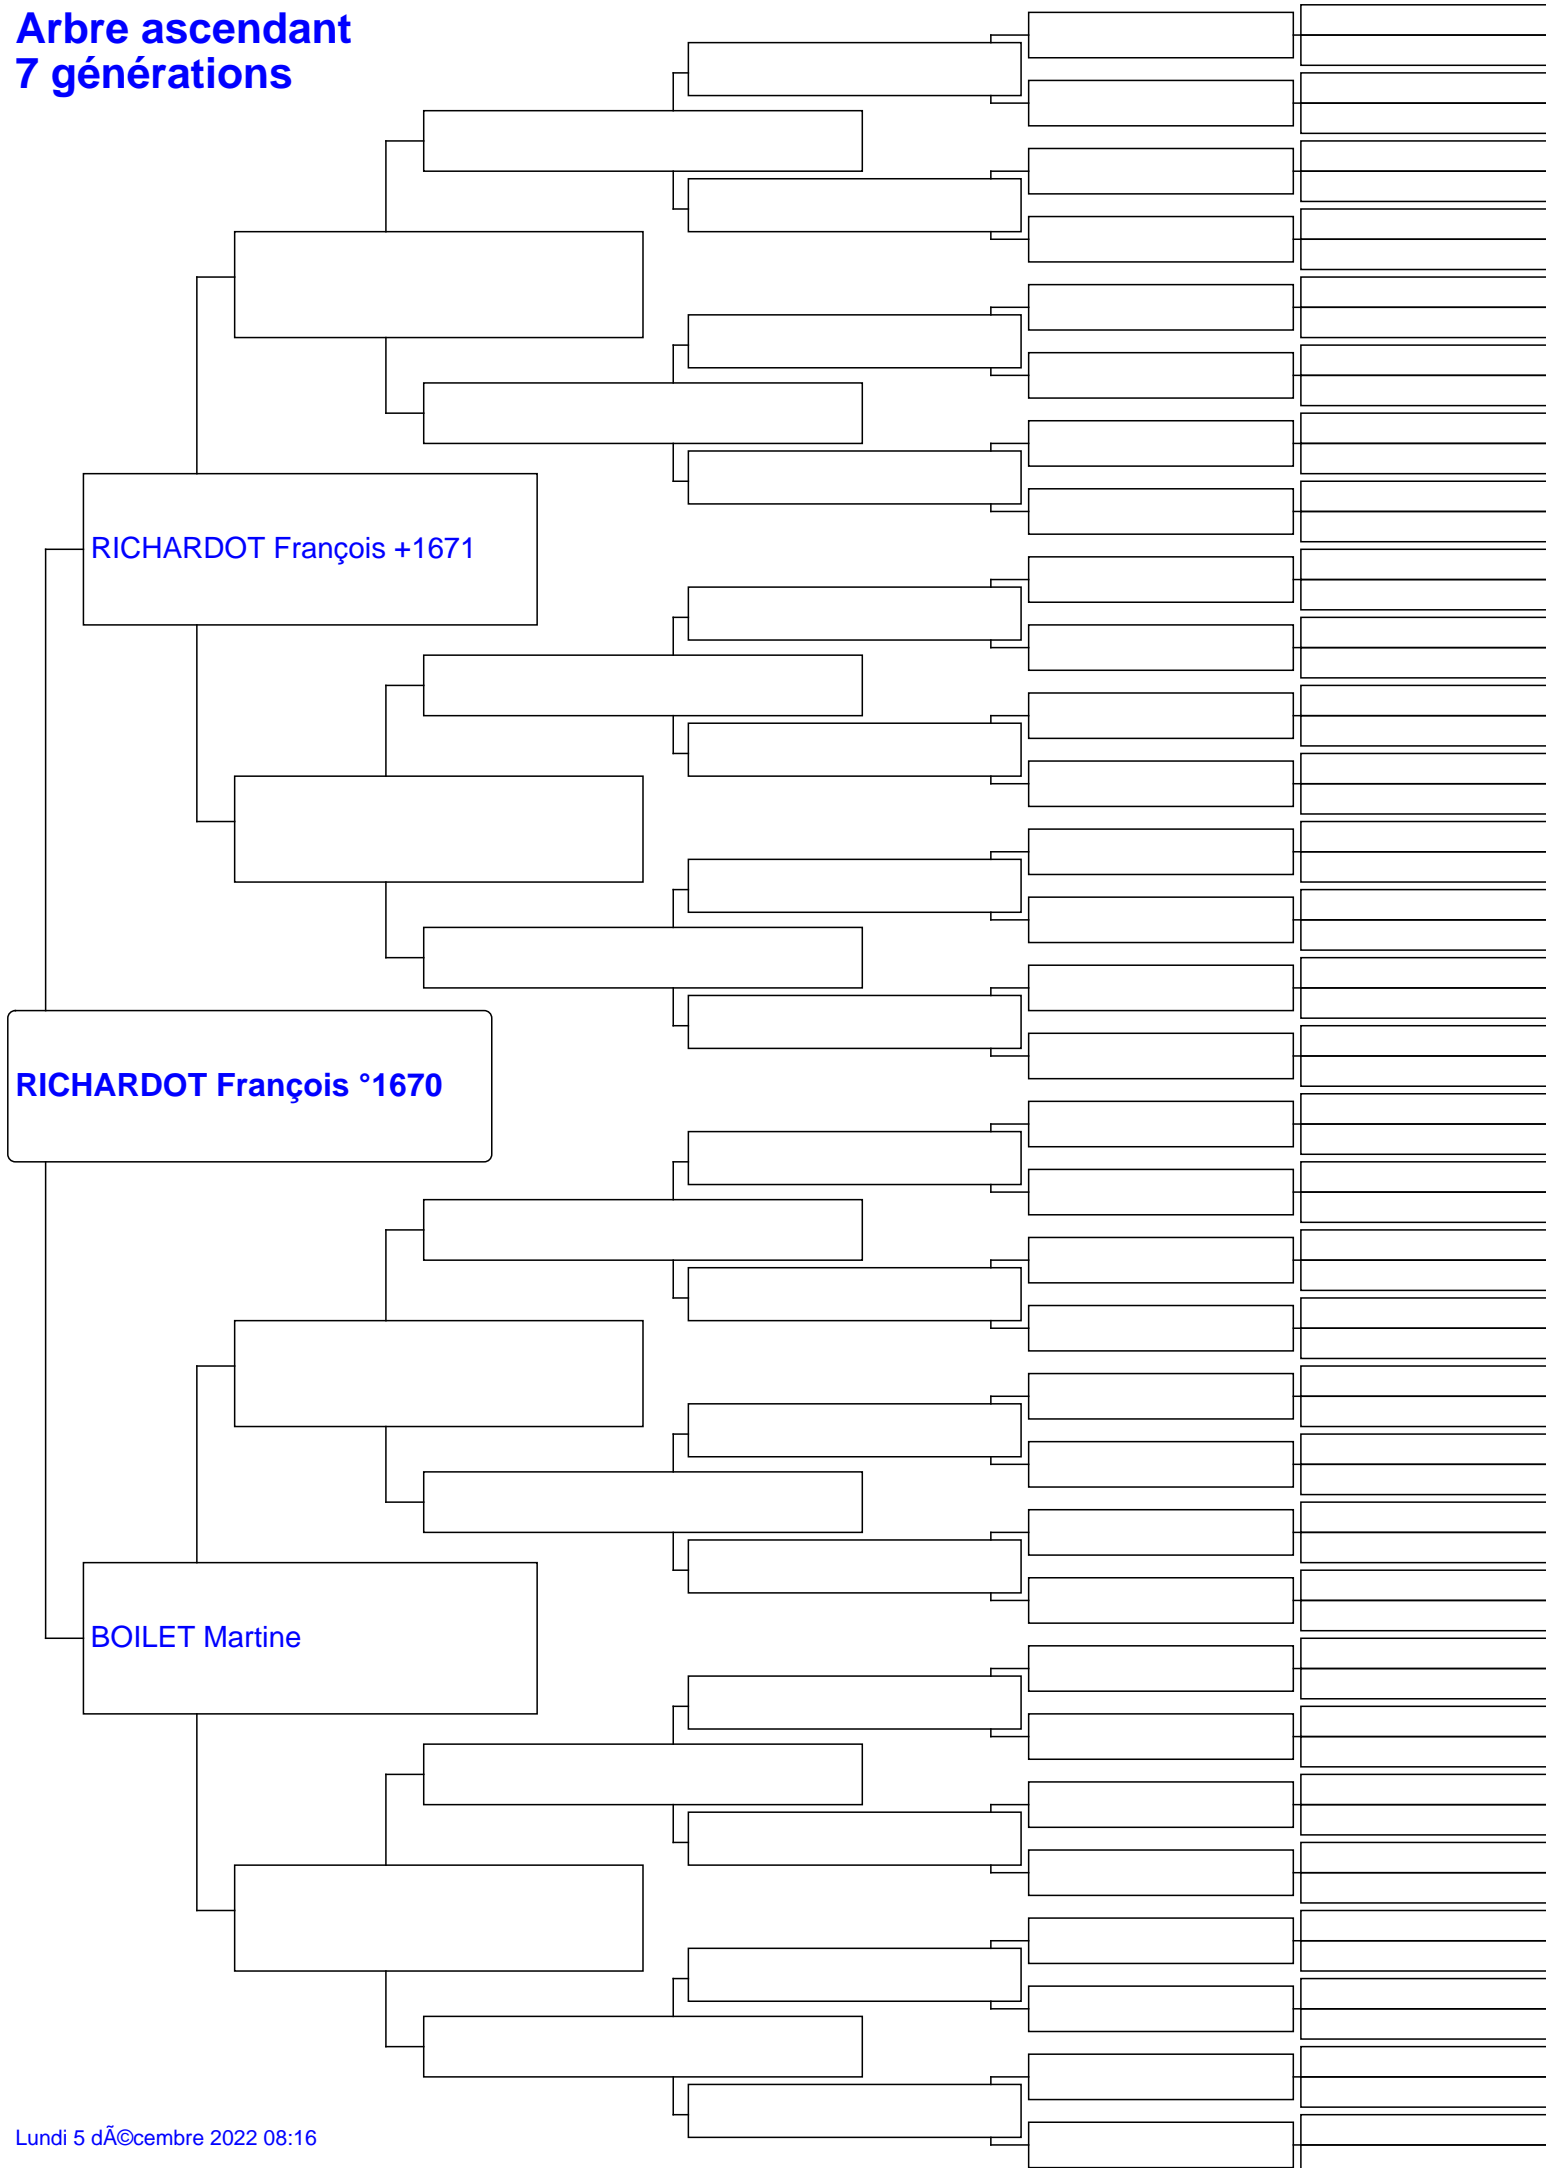 Arbre ascendant
7 générations
RICHARDOT François +1671
RICHARDOT François °1670
BOILET Martine
Lundi 5 dÃ©cembre 2022 08:16